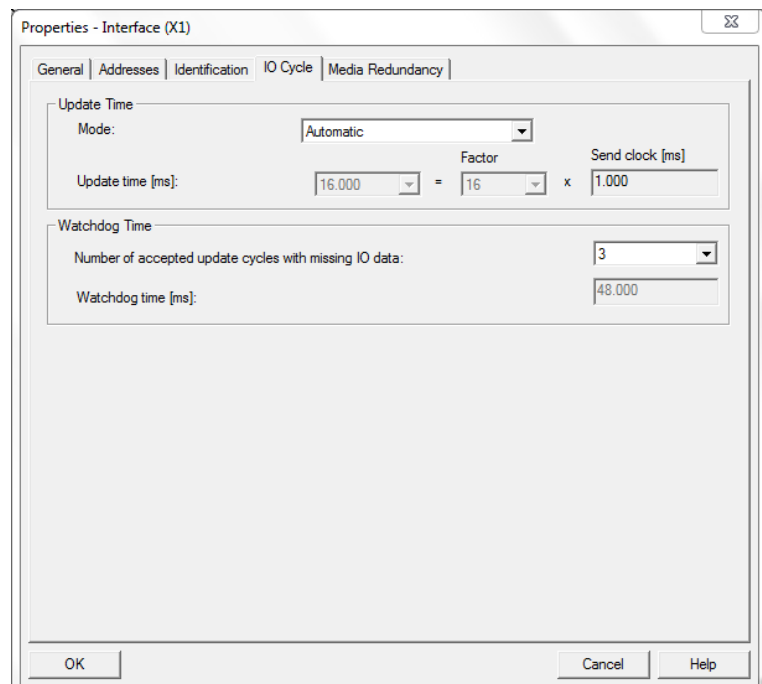 Properties - Interface (X1)
General Addresses Identification IO Cycle Media Redundancy
Update Time
Mode: Automatic
Factor Send clock [ms]
Update time [ms]: 16.000 = 16 x 1.000
Watchdog Time
Number of accepted update cycles with missing IO data: 3
Watchdog time [ms]: 48.000
OK Cancel Help